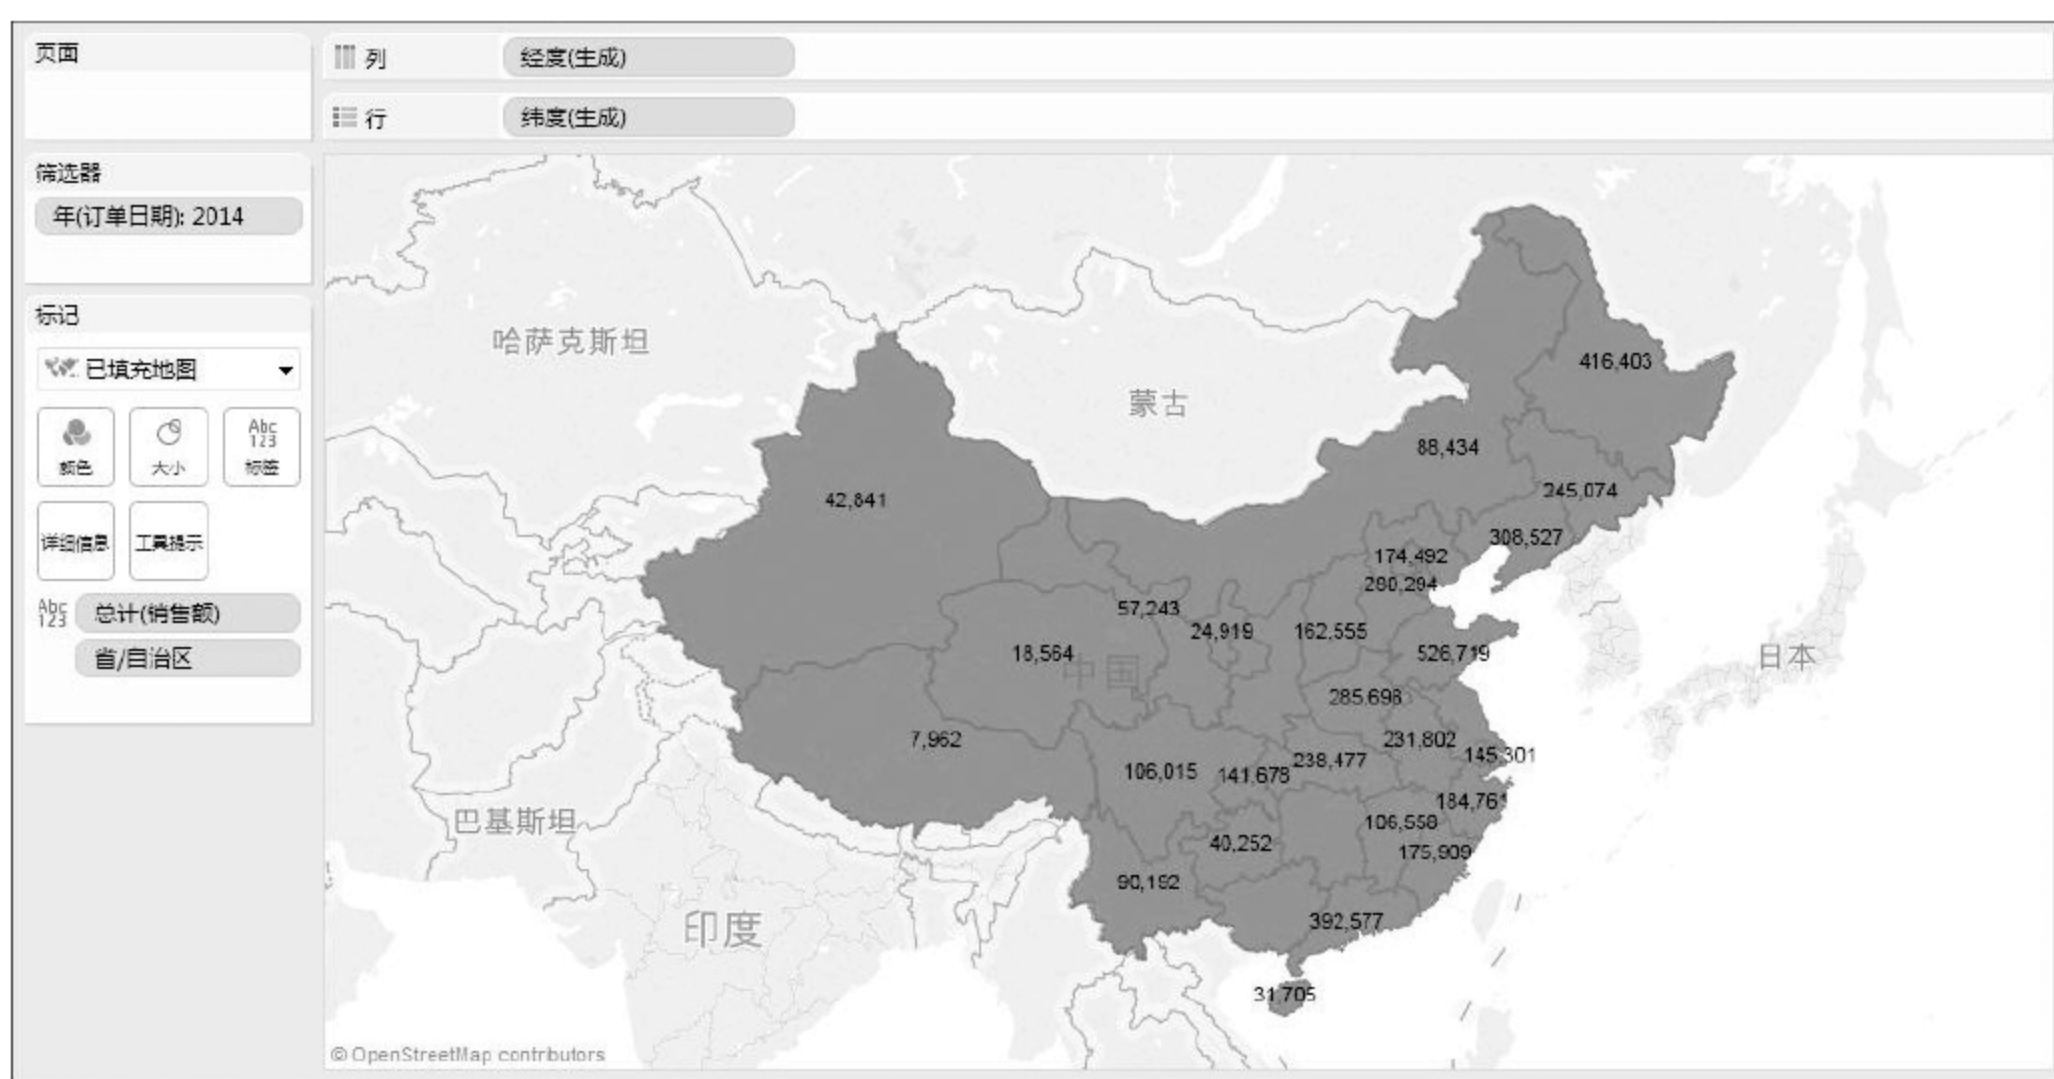 页面
列 经度(生成)
行 纬度(生成)
筛选器
年(订单日期): 2014
标记
已填充地图
颜色
大小
Abc
123
标签
详细信息
工具提示
Abc
123
总计(销售额)
省/自治区
哈萨克斯坦
蒙古
416,403
88,434
42,841
245,074
308,527
174,492
280,294
57,243
24,919
162,555
18,564
中国
526,719
日本
285,698
7,962
231,802
145,301
106,015
141,678
238,477
184,761
巴基斯坦
106,558
40,252
175,909
90,192
印度
392,577
31,705
© OpenStreetMap contributors